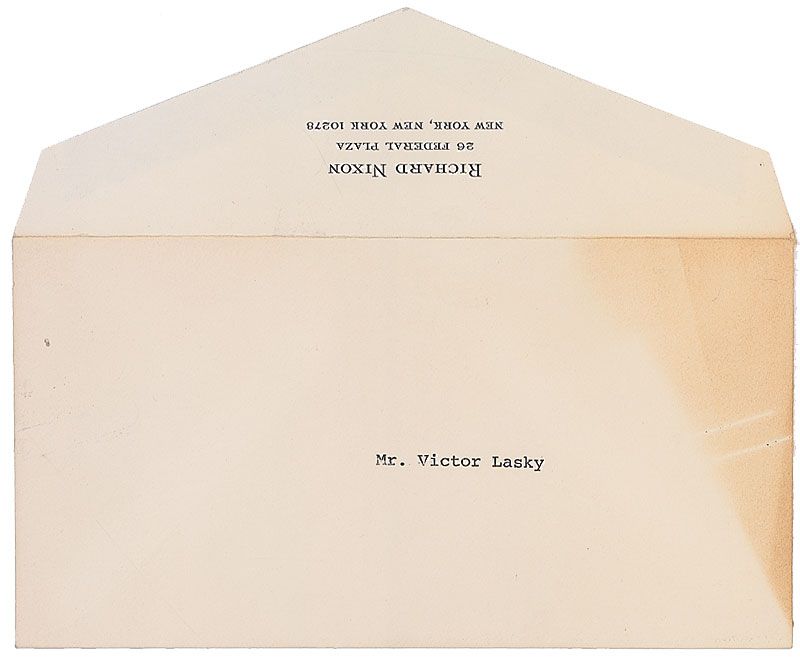 RICHARD NIXON
26 FEDERAL PLAZA
NEW YORK, NEW YORK 10278
Mr. Victor Lasky